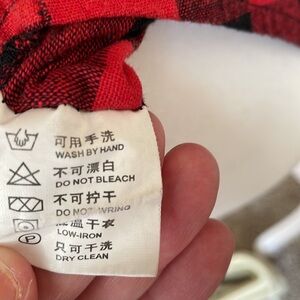 可用手洗
WASH BY HAND
不可漂白
DO NOT BLEACH
不可拧干
DO NOT WRING
温干衣
LOW-IRON
只可干洗
P
DRY CLEAN